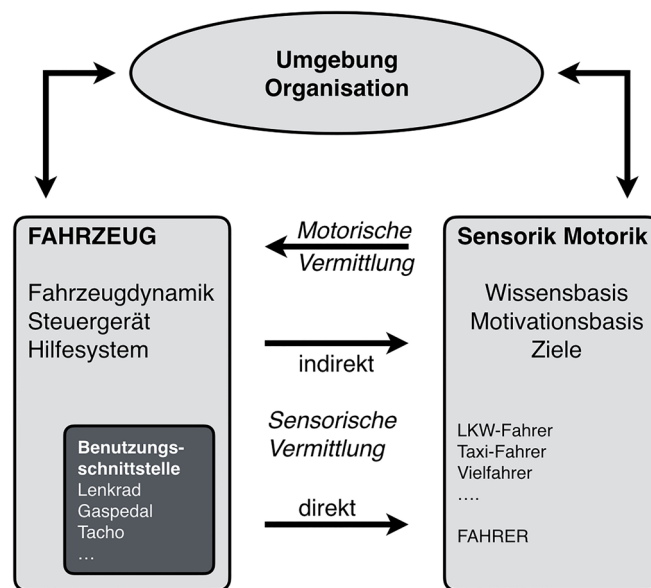 Umgebung
Organisation
FAHRZEUG
Fahrzeugdynamik
Steuergerät
Hilfesystem
Benutzungs-
schnittstelle
Lenkrad
Gaspedal
Tacho
...
Motorische
Vermittlung
indirekt
Sensorische
Vermittlung
direkt
Sensorik Motorik
Wissensbasis
Motivationsbasis
Ziele
LKW-Fahrer
Taxi-Fahrer
Vielfahrer
....
FAHRER